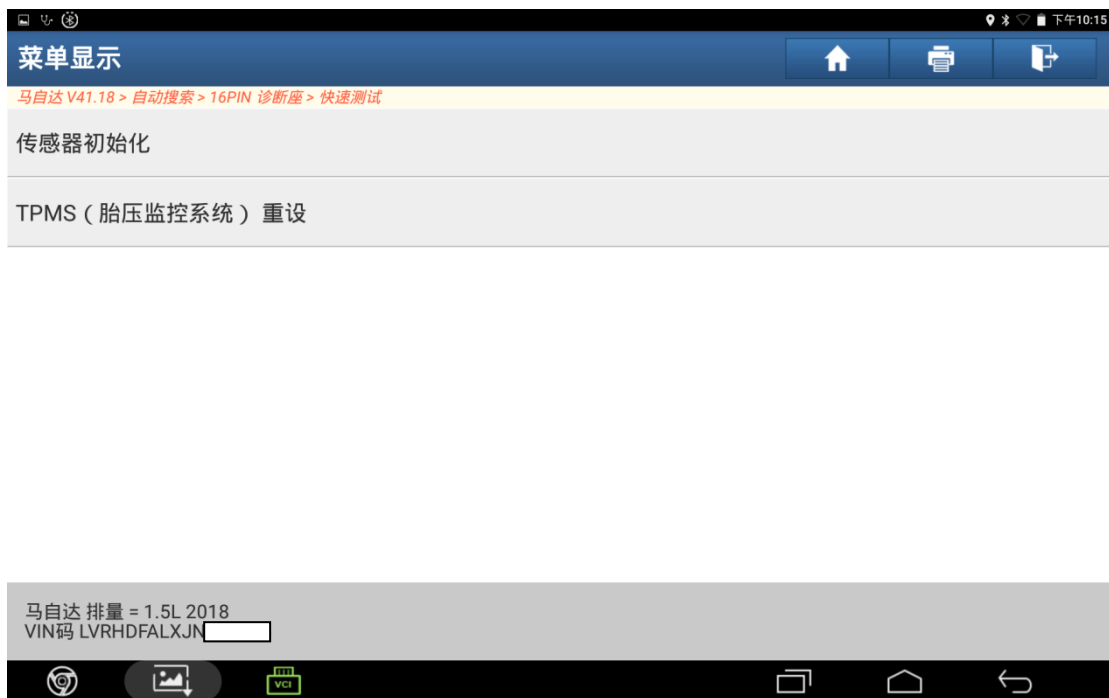 下午10:15
菜单显示
马自达 V41.18 > 自动搜索 > 16PIN 诊断座 > 快速测试
传感器初始化
TPMS（胎压监控系统）重设
马自达 排量 = 1.5L 2018
VIN码 LVRHDFALXJN
VCI